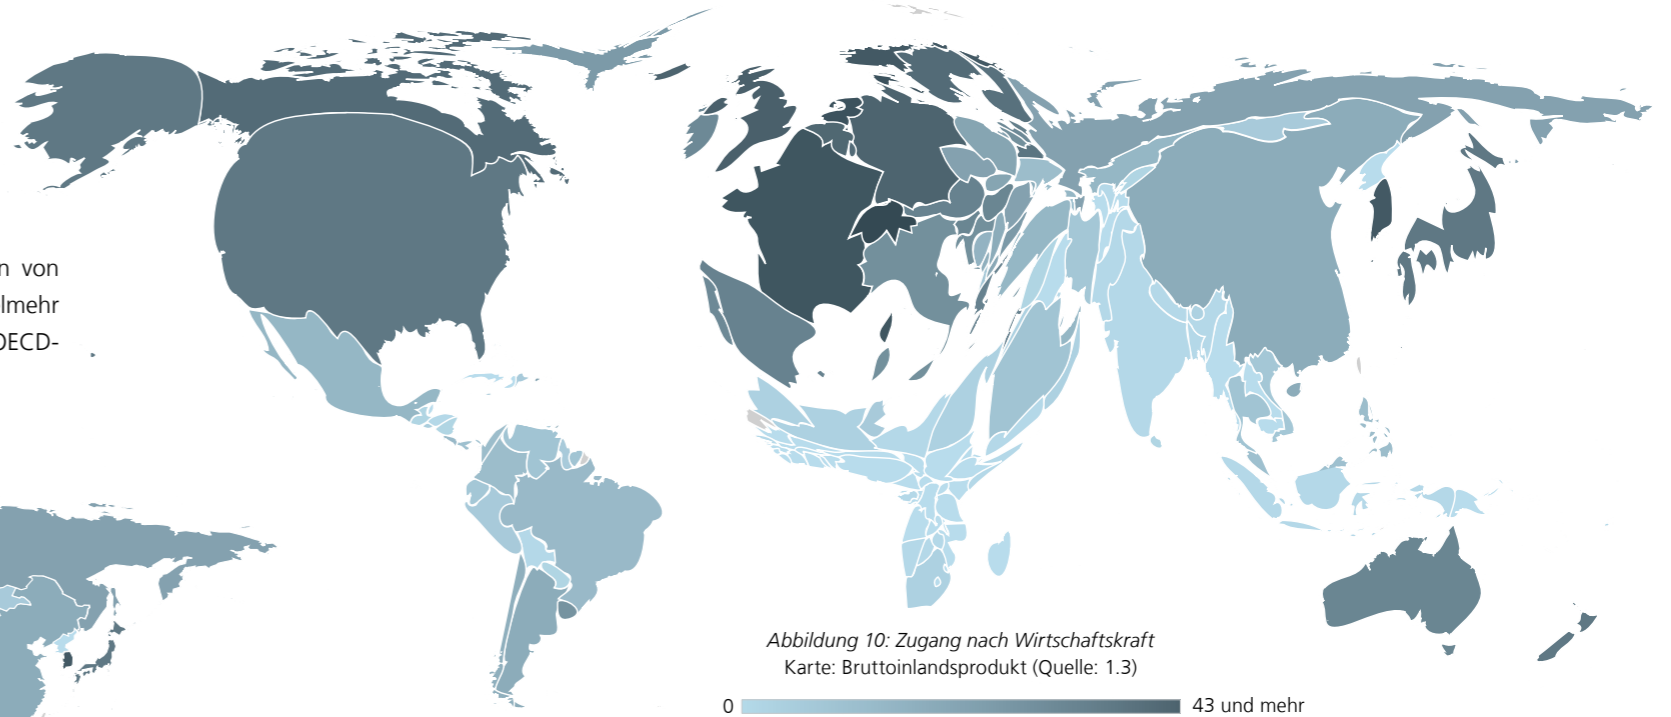 n von
lmehr
OECD-
Abbildung 10: Zugang nach Wirtschaftskraft
Karte: Bruttoinlandsprodukt (Quelle: 1.3)
0
43 und mehr